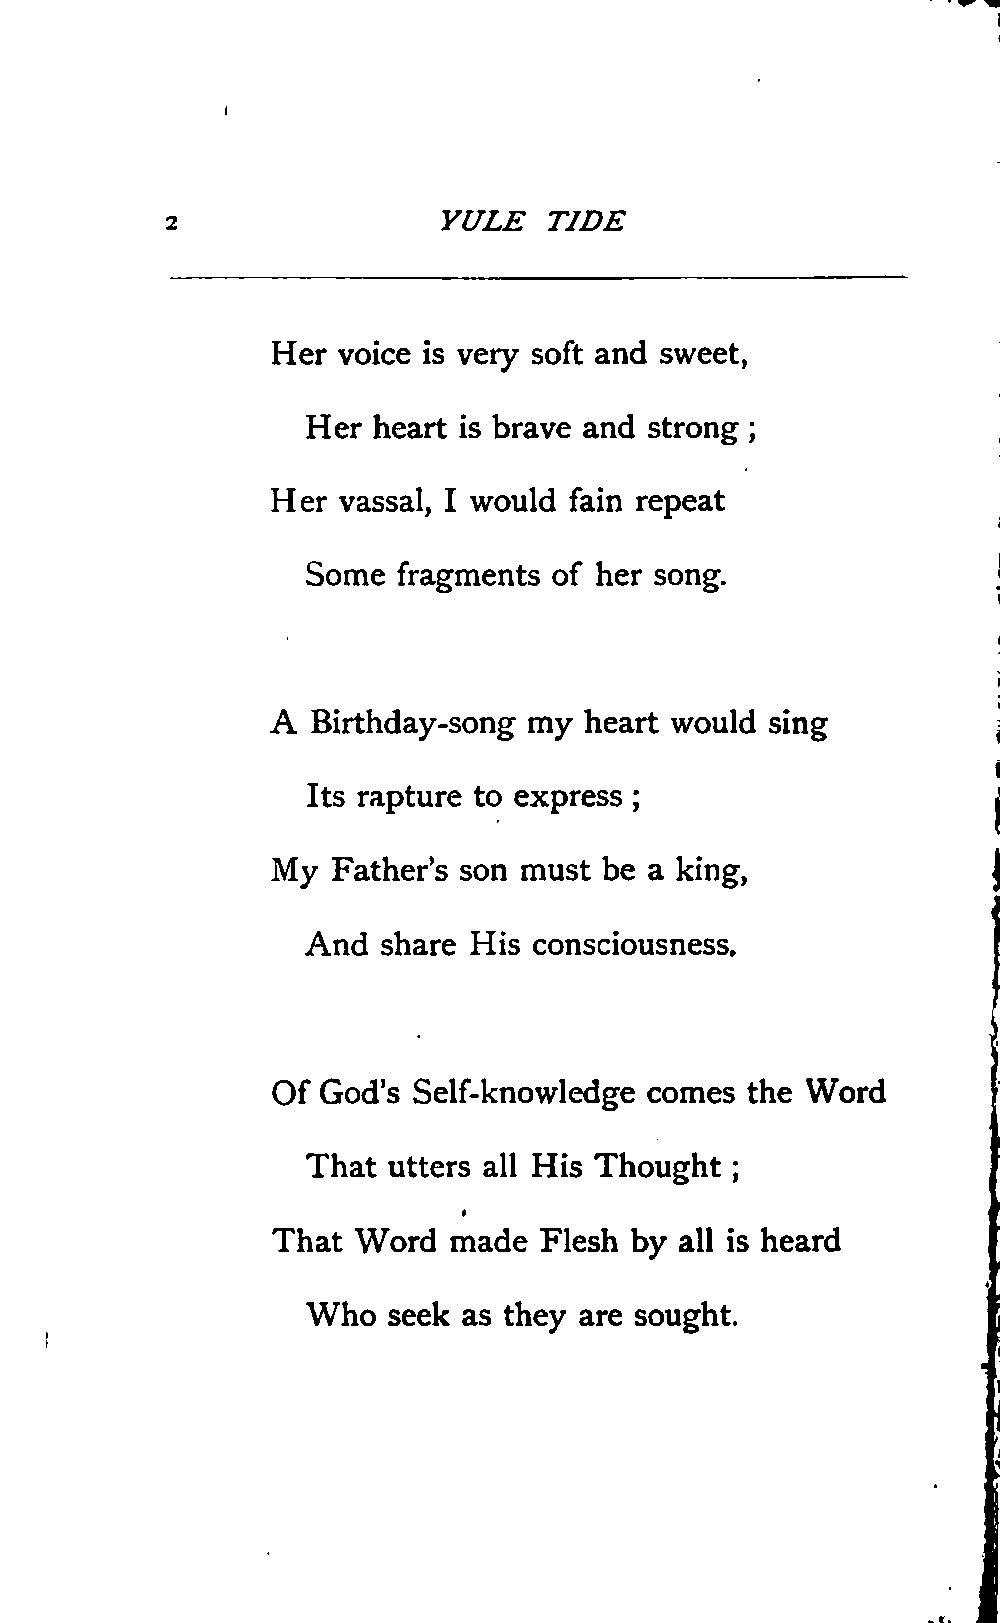 2 YULE TIDE
Her voice is very soft and sweet,
Her heart is brave and strong ;
Her vassal, I would fain repeat
Some fragments of her song.
A Birthday-song my heart would sing
Its rapture to express ;
My Father's son must be a king,
And share His consciousness.
Of God's Self-knowledge comes the Word
That utters all His Thought ;
That Word made Flesh by all is heard
Who seek as they are sought.